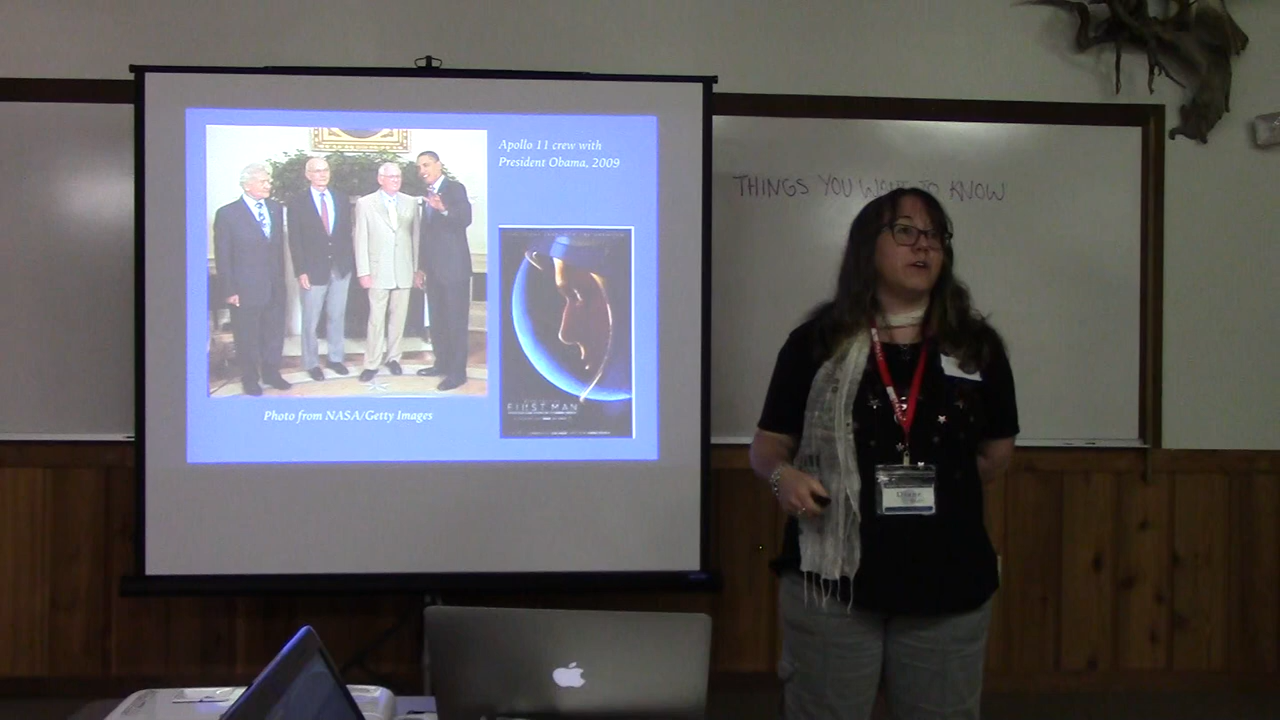 Apollo 11 crew with
President Obama, 2009
THINGS YOU WANT TO KNOW
FIRST MAN
Photo from NASA/Getty Images